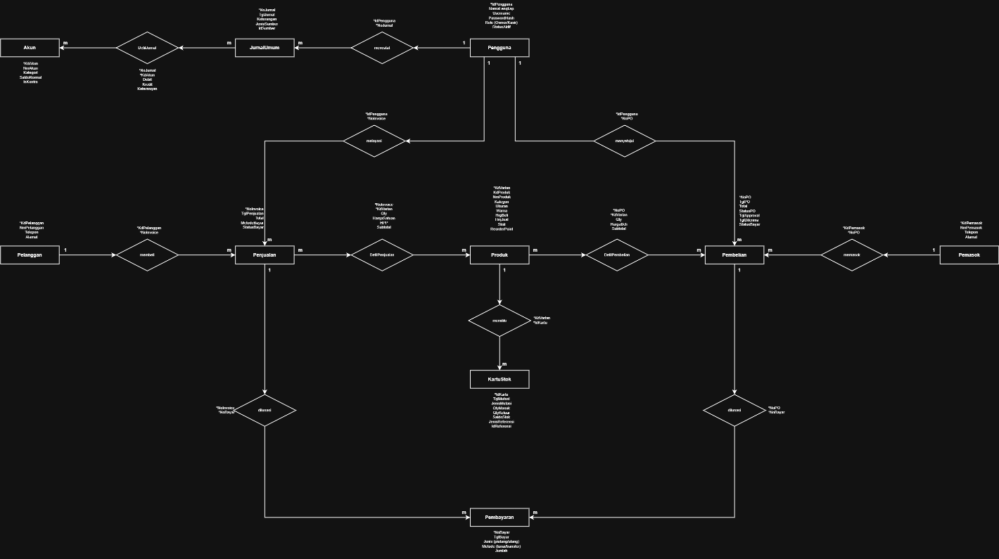 *IdPengguna
NamaLengkap
Username
PasswordHash
Role (Owner/Kasir)
StatusAktif
*NoJurnal
TglJurnal
Keterangan
JenisSumber
IdSumber
*IdPengguna
*NoJurnal
Akun
m
DetilJurnal
m
JurnalUmum
m
mencatat
1
Pengguna
*KdAkun
NmAkun
Kategori
SaldoNormal
IsKontra
*NoJurnal
*KdAkun
Debit
Kredit
Keterangan
1
1
*IdPengguna
*NoInvoice
melayani
*IdPengguna
*NoPO
menyetujui
*NoInvoice
TglPenjualan
Total
MetodeBayar
StatusBayar
m
*NoInvoice
*KdVarian
Qty
HargaSatuan
HPP
Subtotal
*KdVarian
KdProduk
NmProduk
Kategori
Ukuran
Warna
HrgBeli
HrgJual
Stok
ReorderPoint
*NoPO
*KdVarian
Qty
HargaBeli
Subtotal
*NoPO
TglPO
Total
StatusPO
TglApproval
TglDiterima
StatusBayar
m
*KdPelanggan
NmPelanggan
Telepon
Alamat
*KdPelanggan
*NoInvoice
*KdPemasok
*NoPO
*KdPemasok
NmPemasok
Telepon
Alamat
Pelanggan
1
membeli
m
Penjualan
m
DetilPenjualan
m
Produk
m
DetilPembelian
m
Pembelian
m
memasok
1
Pemasok
1
1
1
memiliki
*KdVarian
*IdKartu
m
KartuStok
*IdKartu
TglMutasi
JenisMutasi
QtyMasuk
QtyKeluar
SaldoStok
JenisReferensi
IdReferensi
*NoInvoice
*NoBayar
dilunasi
dilunasi
*NoPO
*NoBayar
m
Pembayaran
m
*NoBayar
TglBayar
Jenis (piutang/utang)
Metode (tunai/transfer)
Jumlah